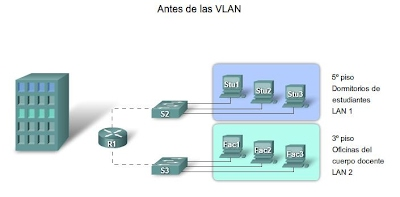 Antes de las VLAN
Stu1
Stu2
Stu3
5º piso
Dormitorios de
estudiantes
LAN 1
S2
R1
Fac1
Fac2
Fac3
3º piso
Oficinas del
cuerpo docente
LAN 2
S3